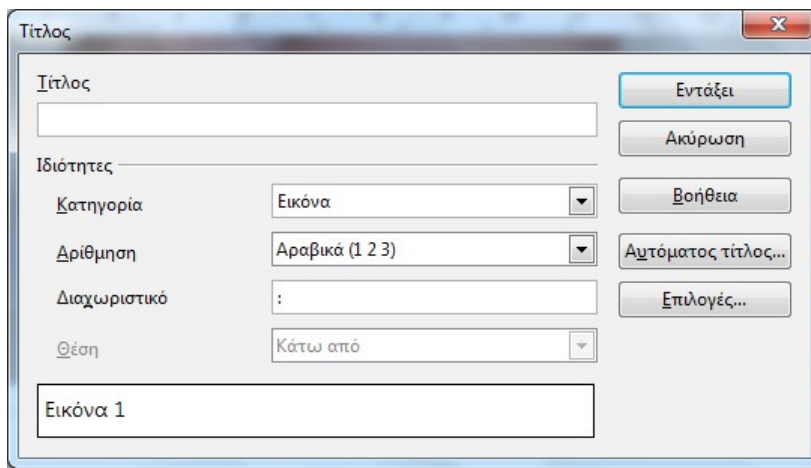 Τίτλος
Τίτλος
Εντάξει
Ακύρωση
Ιδιότητες
Κατηγορία
Εικόνα
Βοήθεια
Αρίθμηση
Αραβικά (1 2 3)
Αυτόματος τίτλος...
Διαχωριστικό
:
Επιλογές...
Θέση
Κάτω από
Εικόνα 1